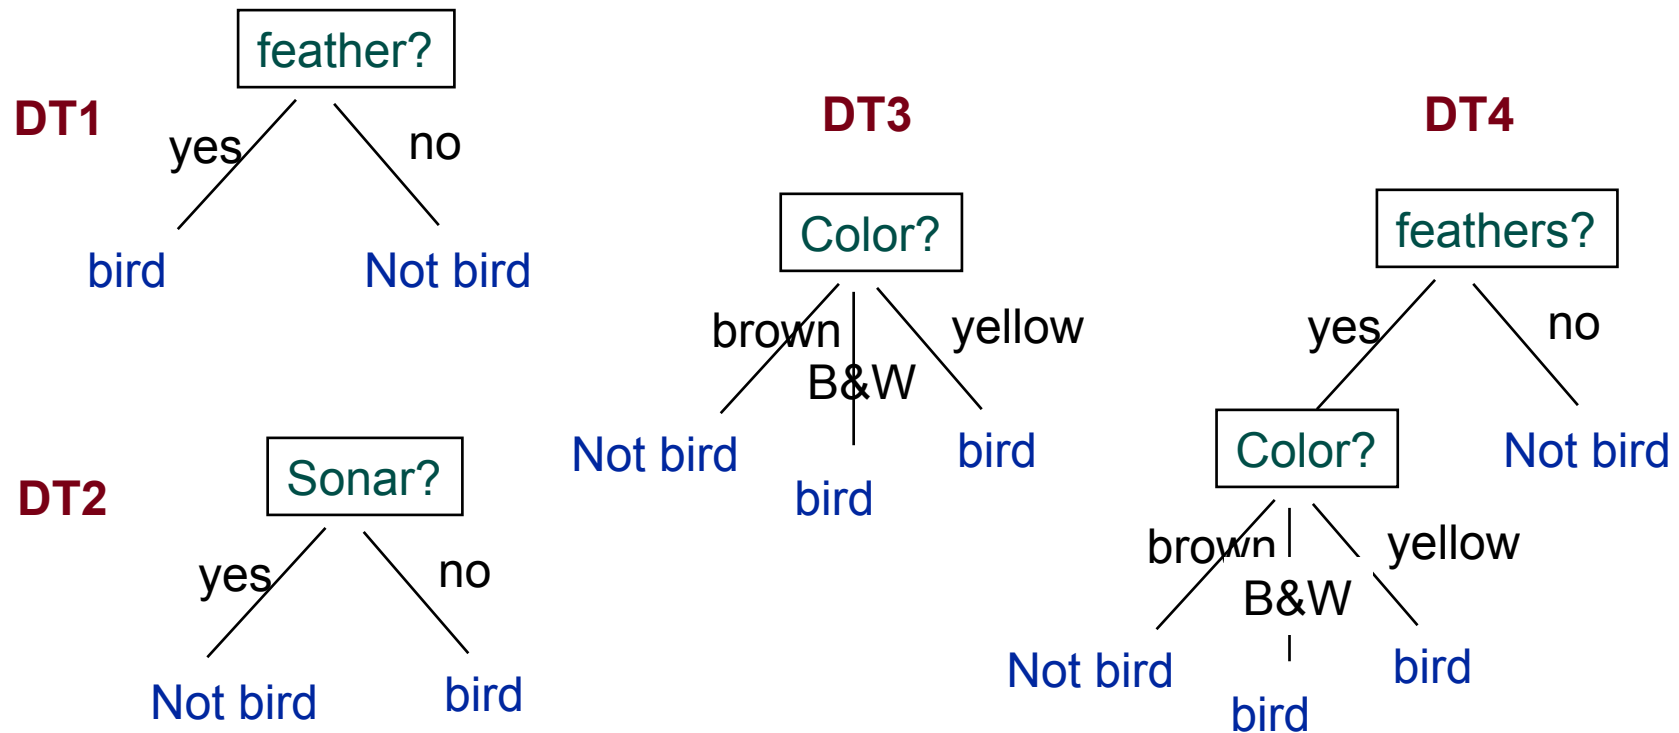 DT1
feather?
yes
no
bird
Not bird
DT2
Sonar?
yes
no
Not bird
bird
DT3
Color?
brown
B&W
yellow
Not bird
bird
bird
DT4
feathers?
yes
no
Color?
Not bird
brown
B&W
yellow
Not bird
bird
bird